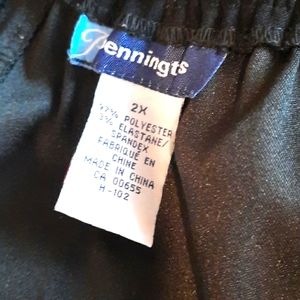 Penningts
2X
97% POLYESTER
3% ELASTANE/
SPANDEX
FABRIQUÉ EN
CHINE
MADE IN CHINA
CA 00655
H-102